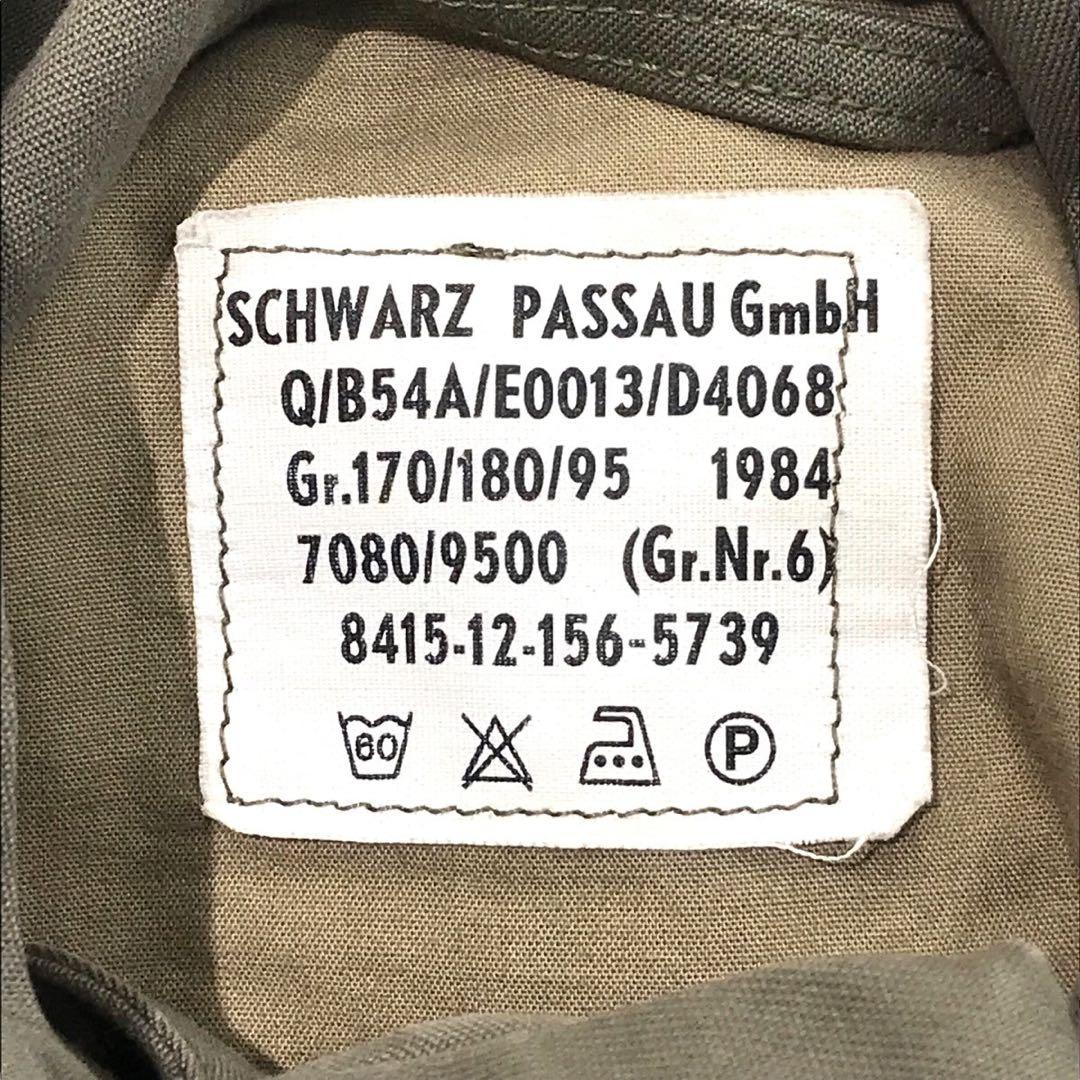 SCHWARZ PASSAU GmbH
Q/B54A/E0013/D4068
Gr.170/180/95 1984
7080/9500 (Gr.Nr.6)
8415-12-156-5739
60 P